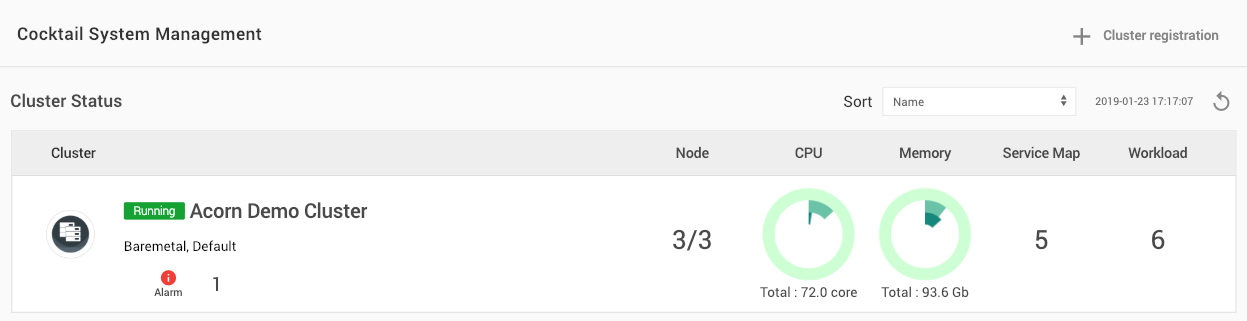 Cocktail System Management
Cluster registration
Cluster Status
Sort Name 2019-01-23 17:17:07
Cluster Node CPU Memory Service Map Workload
Running Acorn Demo Cluster
Baremetal, Default
3/3 5 6
Alarm 1
Total : 72.0 core Total : 93.6 Gb